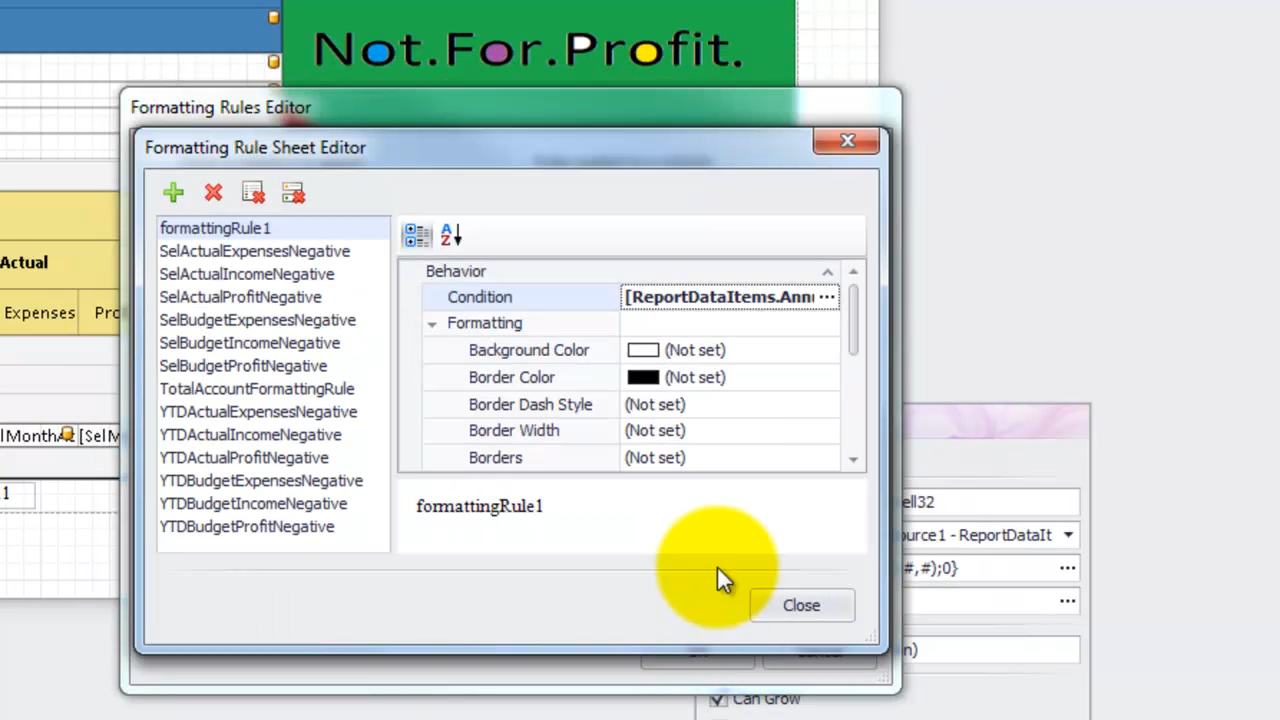 Not.For.Profit.
Formatting Rules Editor
Formatting Rule Sheet Editor
formattingRule1
SelActualExpensesNegative
SelActualIncomeNegative
SelActualProfitNegative
SelBudgetExpensesNegative
SelBudgetIncomeNegative
SelBudgetProfitNegative
TotalAccountFormattingRule
YTDActualExpensesNegative
YTDActualIncomeNegative
YTDActualProfitNegative
YTDBudgetExpensesNegative
YTDBudgetIncomeNegative
YTDBudgetProfitNegative
Behavior
Condition [ReportDataItems.Ann ...
Formatting
Background Color (Not set)
Border Color (Not set)
Border Dash Style (Not set)
Border Width (Not set)
Borders (Not set)
formattingRule1
Close
Actual
Expenses Pro
lMonthA [SelM
1
ell32
ource1 - ReportDataIt
#,#);0} ...
...
n)
Can Grow